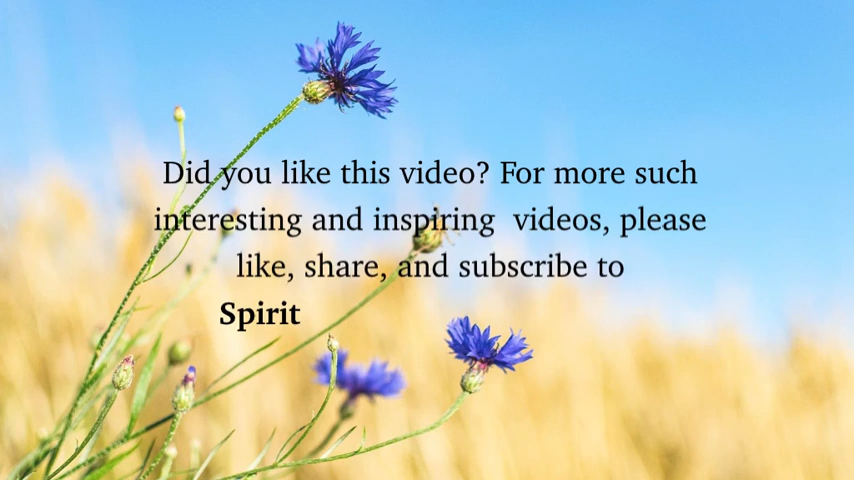 Did you like this video? For more such
interesting and inspiring  videos, please
like, share, and subscribe to
Spirit